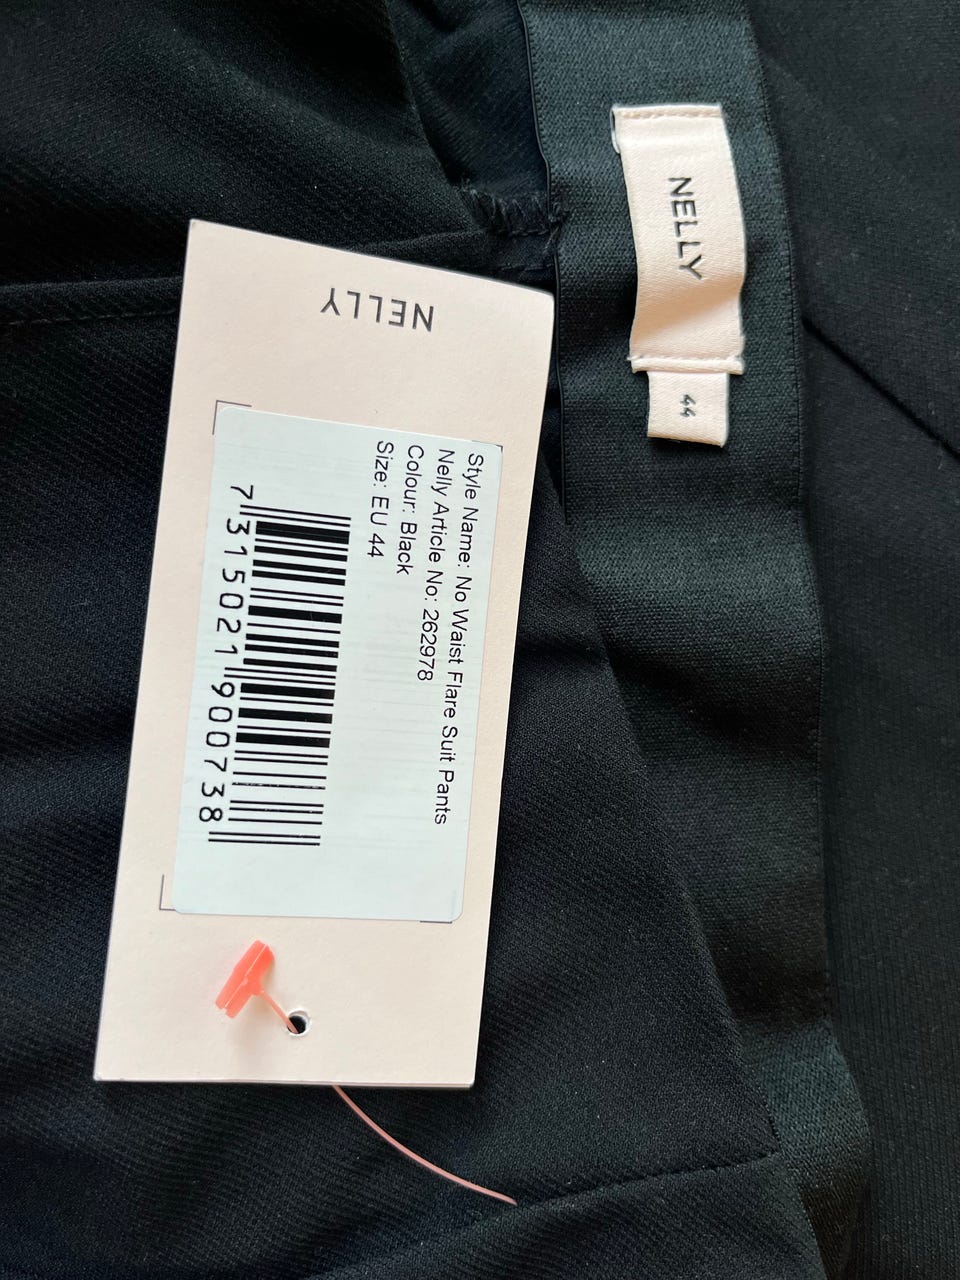 NELLY
44
NELLY
Style Name: No Waist Flare Suit Pants
Nelly Article No: 262978
Colour: Black
Size: EU 44
7 315021 900738